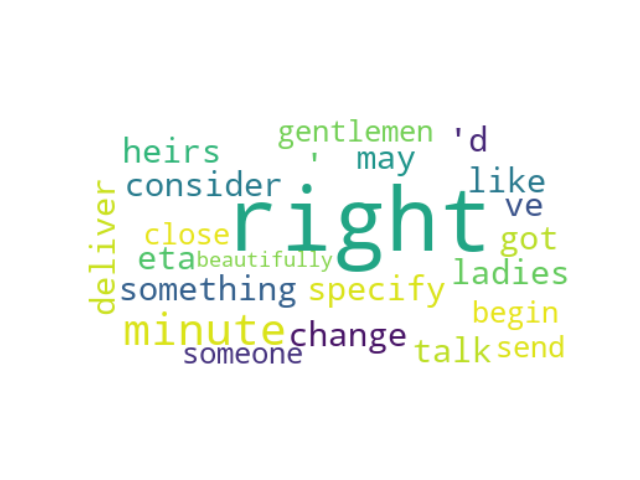 gentlemen
'd
heirs
'
may
consider
like
right
ve
deliver
close
got
eta
beautifully
ladies
something
specify
begin
minute
change
send
someone
talk